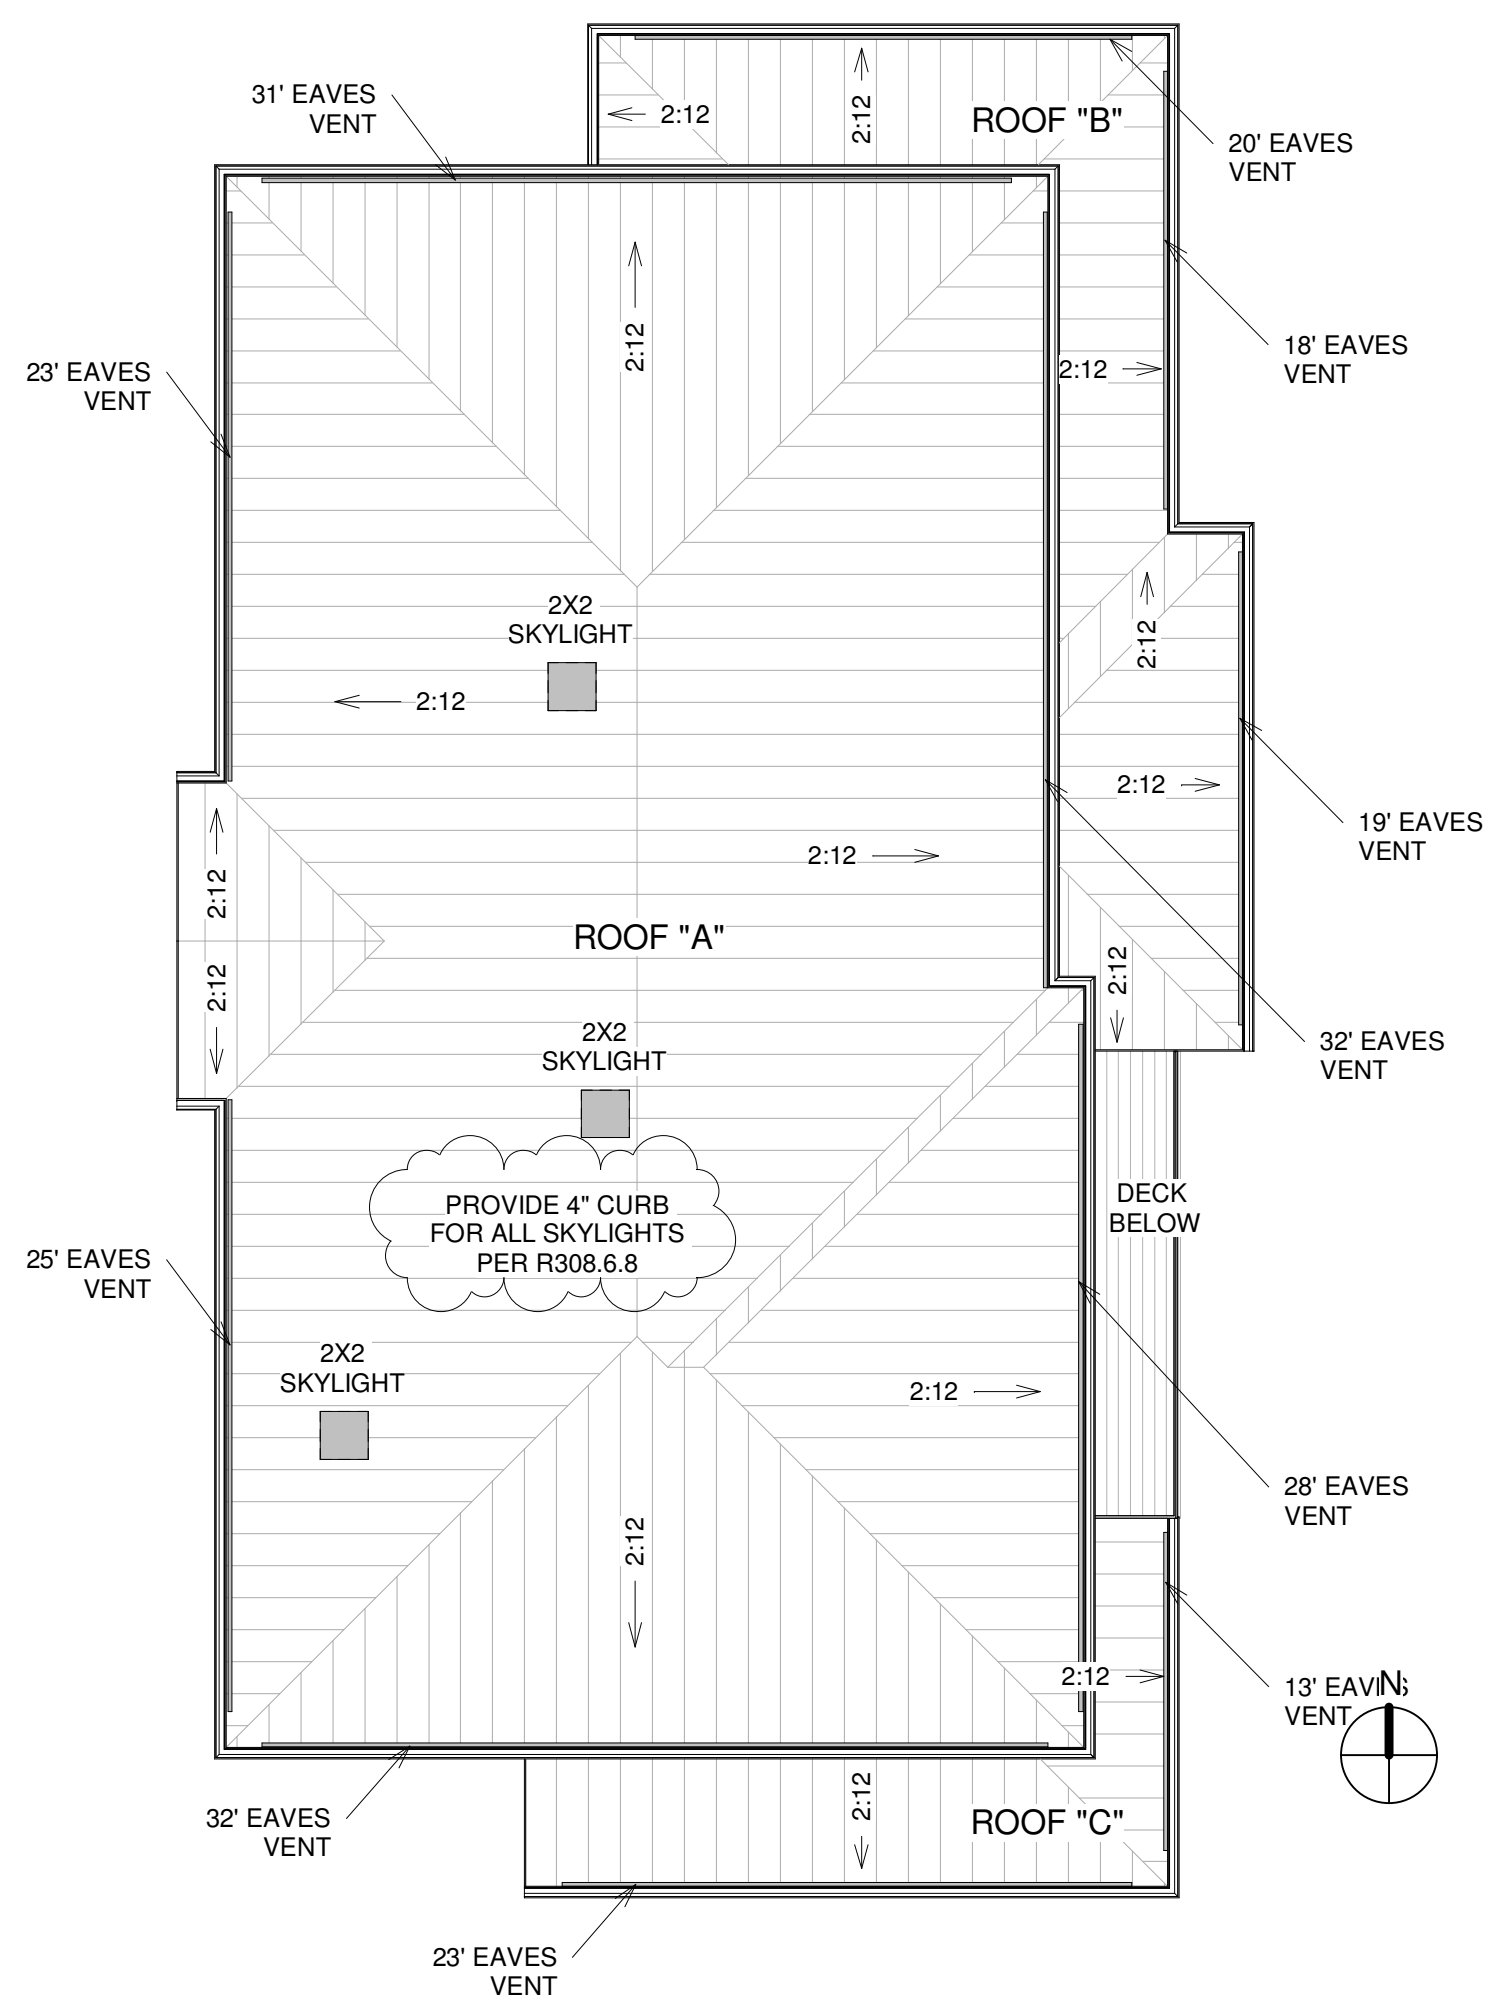 31' EAVES
VENT
2:12
2:12
ROOF "B"
20' EAVES
VENT
2:12
23' EAVES
VENT
2:12
18' EAVES
VENT
2X2
SKYLIGHT
2:12
2:12
2:12
19' EAVES
VENT
2:12
2:12
ROOF "A"
2:12
2:12
2X2
SKYLIGHT
32' EAVES
VENT
PROVIDE 4" CURB
FOR ALL SKYLIGHTS
PER R308.6.8
DECK
BELOW
25' EAVES
VENT
2X2
SKYLIGHT
2:12
28' EAVES
VENT
2:12
2:12
13' EAVES
VENT
N
32' EAVES
VENT
2:12
ROOF "C"
23' EAVES
VENT